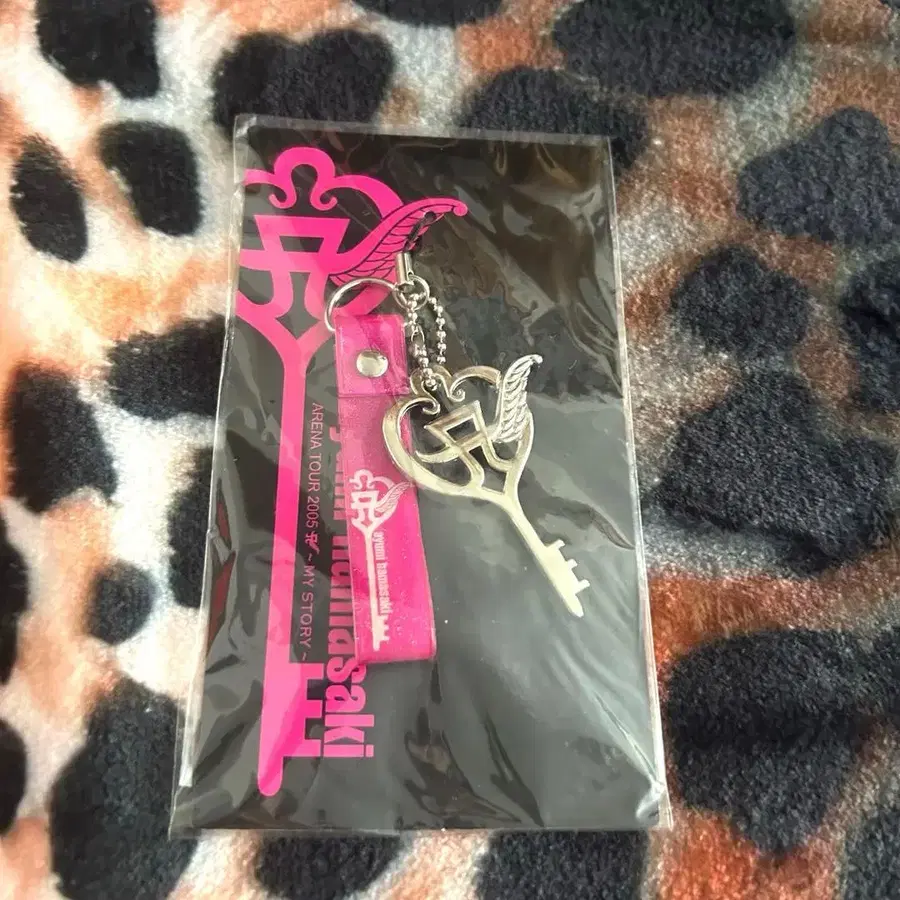 ARENA TOUR 2005 A ~ MY STORY ~
ayumi hamasaki
ayumi hamasaki